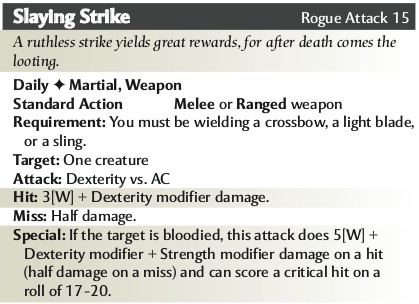 Slaying Strike Rogue Attack 15
A ruthless strike yields great rewards, for after death comes the
looting.
Daily ✦ Martial, Weapon
Standard Action Melee or Ranged weapon
Requirement: You must be wielding a crossbow, a light blade,
or a sling.
Target: One creature
Attack: Dexterity vs. AC
Hit: 3[W] + Dexterity modifier damage.
Miss: Half damage.
Special: If the target is bloodied, this attack does 5[W] +
Dexterity modifier + Strength modifier damage on a hit
(half damage on a miss) and can score a critical hit on a
roll of 17-20.